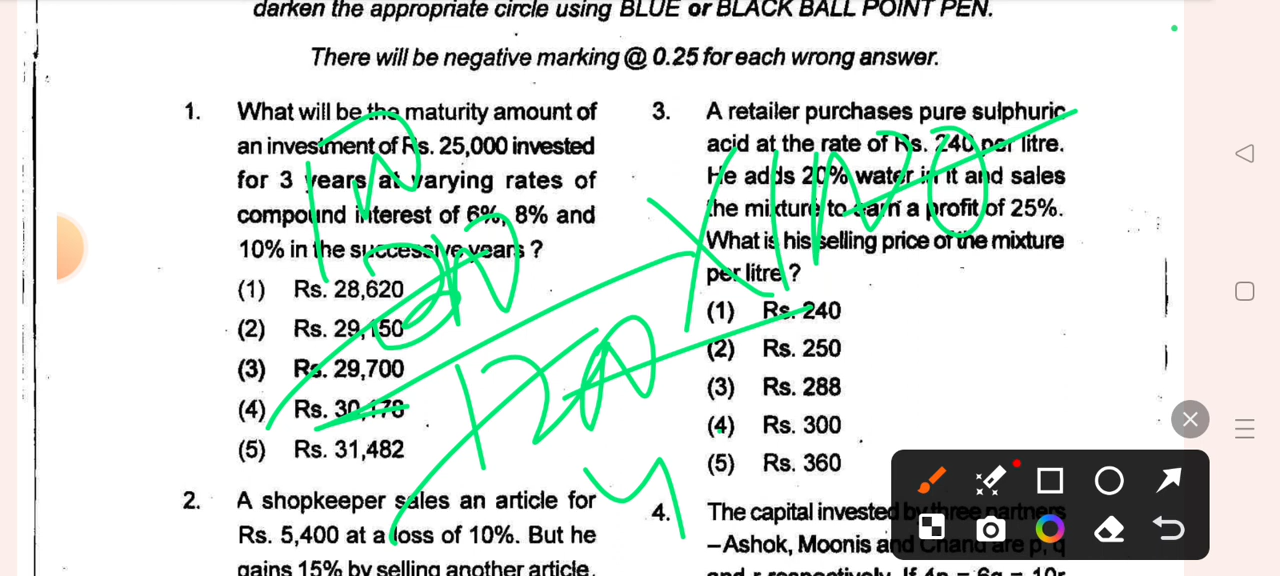 darken the appropriate circle using BLUE or BLACK BALL POINT PEN.
There will be negative marking @ 0.25 for each wrong answer.
1. What will be the maturity amount of
an investment of Rs. 25,000 invested
for 3 years at varying rates of
compound interest of 6%, 8% and
10% in the successive years ?
(1) Rs. 28,620
(2) Rs. 29,150
(3) Rs. 29,700
(4) Rs. 30,178
(5) Rs. 31,482
2. A shopkeeper sales an article for
Rs. 5,400 at a loss of 10%. But he
gains 15% by selling another article.
3. A retailer purchases pure sulphuric
acid at the rate of Rs. 240 per litre.
He adds 20% water in it and sales
the mixture to earn a profit of 25%.
What is his selling price of the mixture
per litre ?
(1) Rs. 240
(2) Rs. 250
(3) Rs. 288
(4) Rs. 300
(5) Rs. 360
4. The capital invested by three partners
–Ashok, Moonis and Chand are p, q
and r respectively. If 4p = 6q = 10r